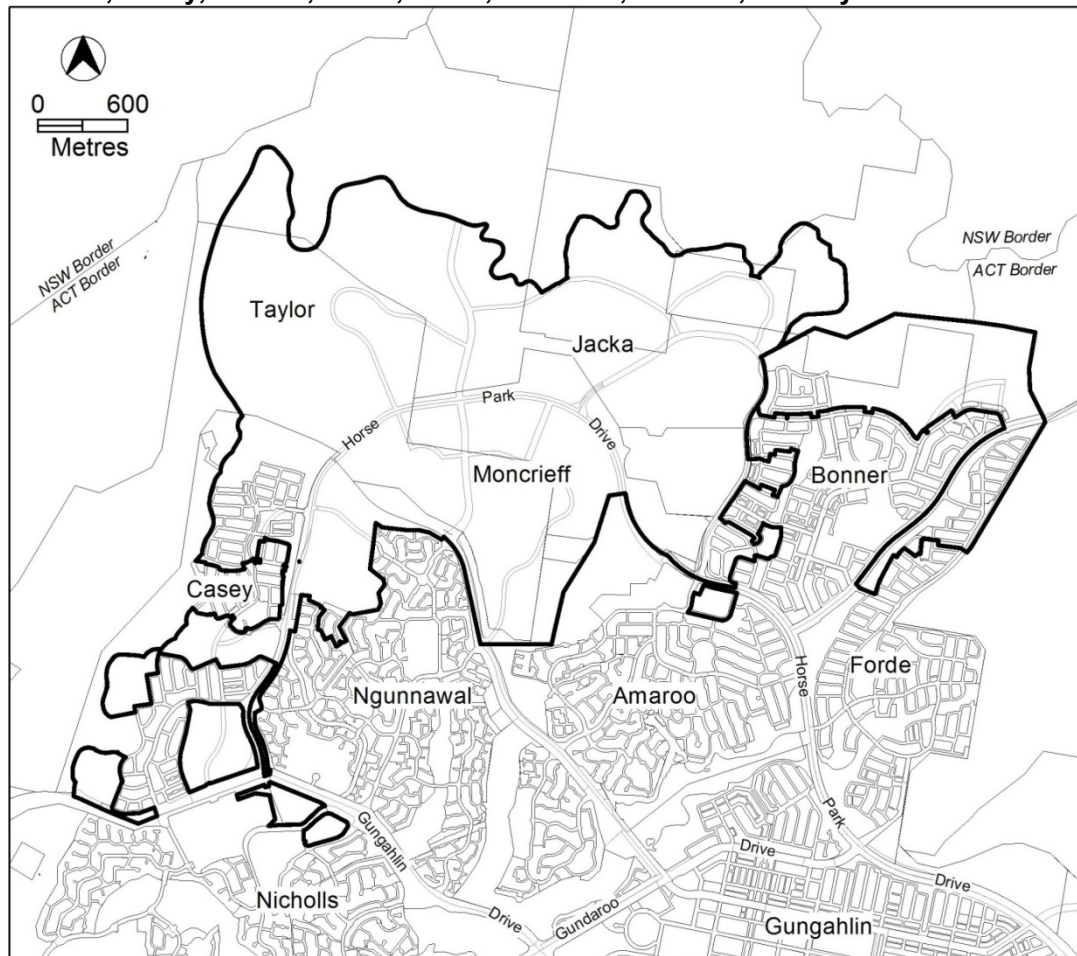 0 600
Metres
NSW Border
ACT Border
NSW Border
ACT Border
Taylor
Jacka
Horse
Park
Drive
Moncrieff
Bonner
Casey
Ngunnawal
Amaroo
Forde
Horse
Park
Drive
Gungahlin
Drive
Gundaroo
Drive
Nicholls
Gungahlin